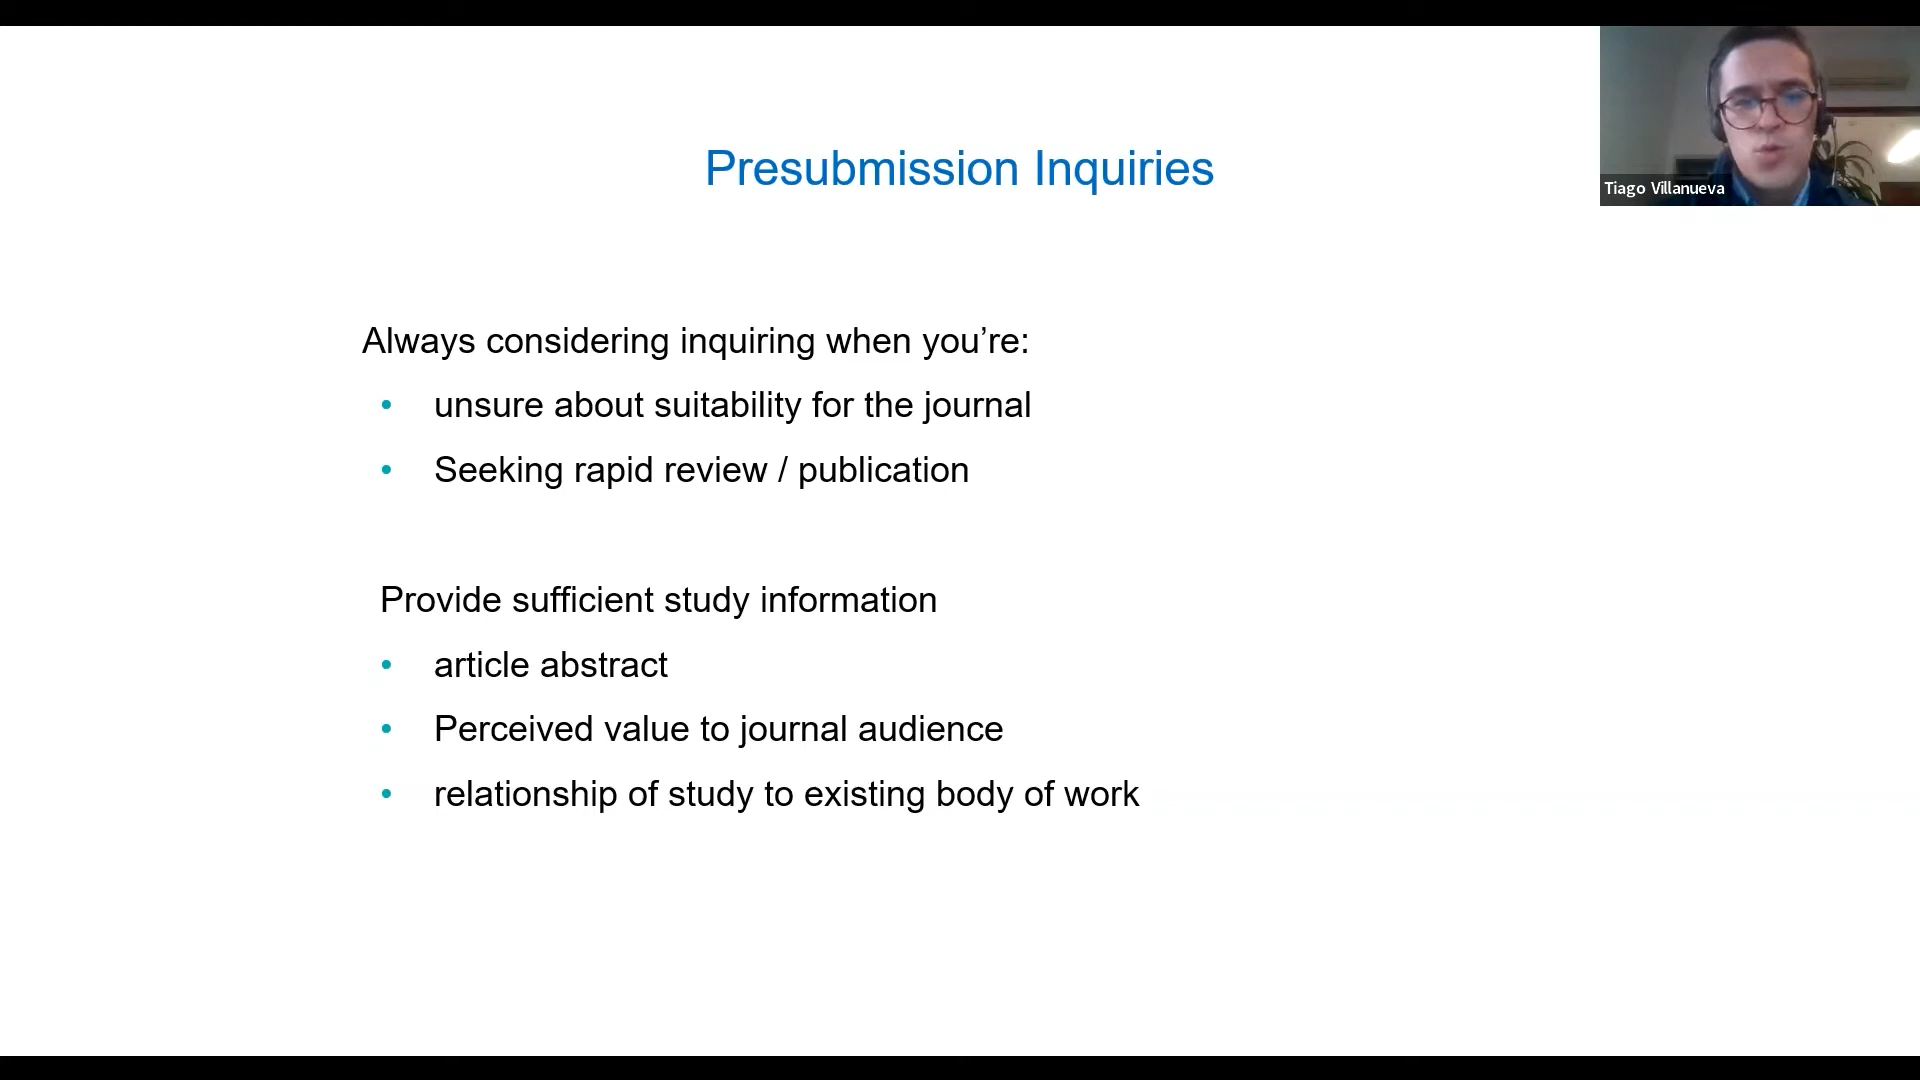 Presubmission Inquiries
Tiago Villanueva
Always considering inquiring when you’re:
• unsure about suitability for the journal
• Seeking rapid review / publication
Provide sufficient study information
• article abstract
• Perceived value to journal audience
• relationship of study to existing body of work